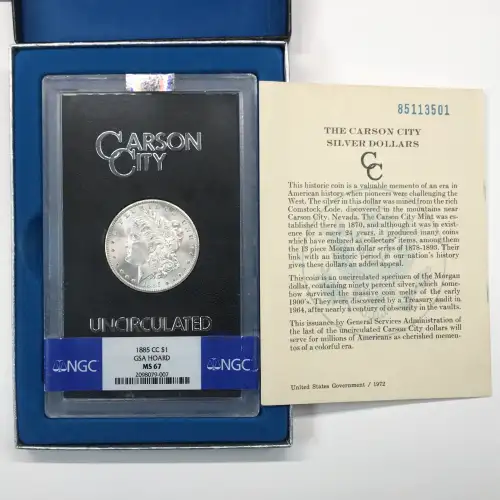 CARSON
CITY
UNCIRCULATED
NGC
1885 CC $1
GSA HOARD
MS 67
2098079-002
NGC
85113501
THE CARSON CITY
SILVER DOLLARS
CC
This historic coin is a valuable memento of an era in
American history when pioneers were challenging the
West. The silver in this dollar was mined from the rich
Comstock Lode, discovered in the mountains near
Carson City, Nevada. The Carson City Mint was es-
tablished there in 1870, and although it was in exist-
ence for a mere 24 years, it produced many coins
which have endured as collectors' items, among them
the 13 piece Morgan dollar series of 1878-1893. Their
link with an historic period in our nation's history
gives these dollars an added appeal.
This coin is an uncirculated specimen of the Morgan
dollar, containing ninety percent silver, which some-
how survived the massive coin melts of the early
1900's. They were discovered by a Treasury audit in
1964, after nearly a century of obscurity in the vaults.
This issuance by General Services Administration of
the last of the uncirculated Carson City dollars will
serve for millions of Americans as cherished memen-
tos of a colorful era.
United States Government / 1972